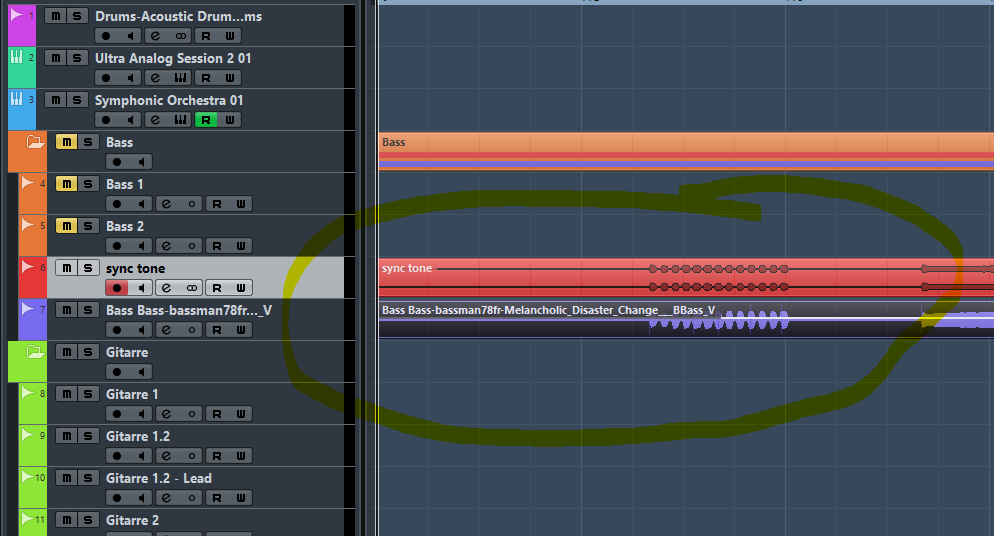 1 m S Drums-Acoustic Drum...ms
e
2 m S Ultra Analog Session 2 01
e R W
3 m S Symphonic Orchestra 01
e R W
m S Bass
Bass
4 m S Bass 1
e R W
5 m S Bass 2
e R W
6 m S sync tone
sync tone
e R W
7 m S Bass Bass-bassman78fr..._V
Bass Bass-bassman78fr-Melancholic_Disaster_Change___BBass_V
e R W
m S Gitarre
8 m S Gitarre 1
e R W
9 m S Gitarre 1.2
e R W
10 m S Gitarre 1.2 - Lead
e R W
11 m S Gitarre 2